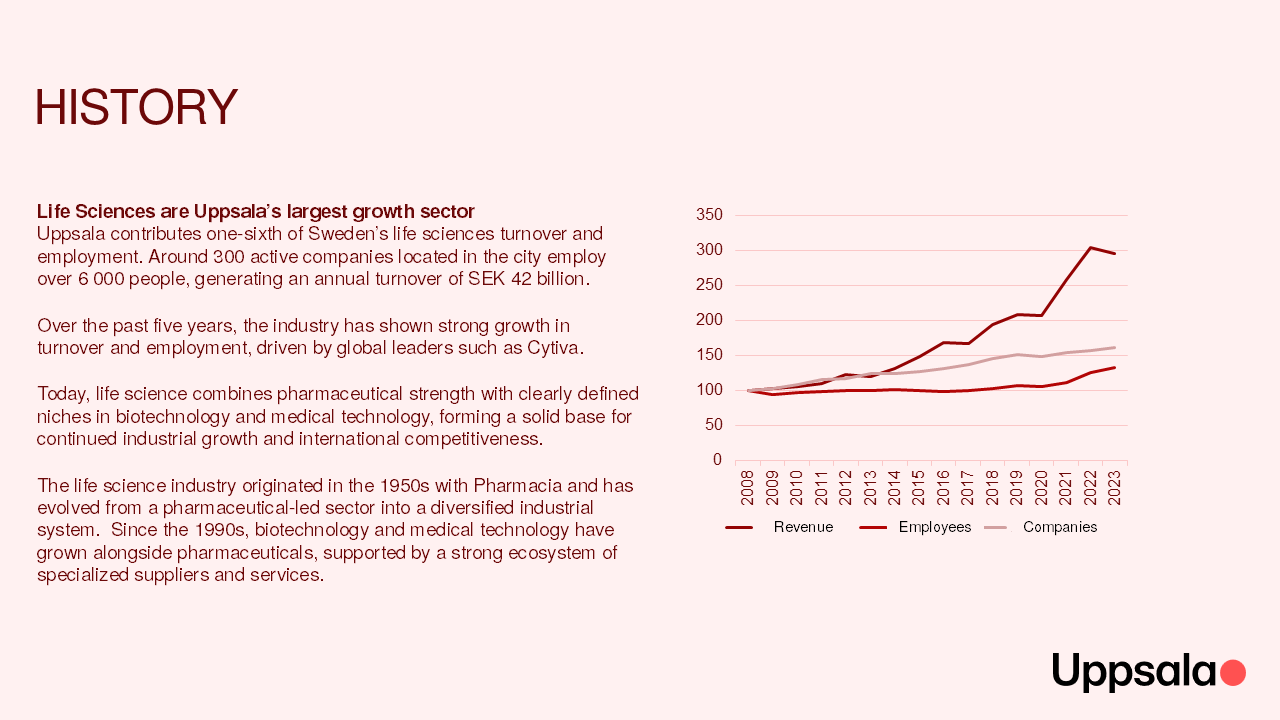 HISTORY
Life Sciences are Uppsala's largest growth sector
Uppsala contributes one-sixth of Sweden's life sciences turnover and
employment. Around 300 active companies located in the city employ
over 6 000 people, generating an annual turnover of SEK 42 billion.
Over the past five years, the industry has shown strong growth in
turnover and employment, driven by global leaders such as Cytiva.
Today, life science combines pharmaceutical strength with clearly defined
niches in biotechnology and medical technology, forming a solid base for
continued industrial growth and international competitiveness.
The life science industry originated in the 1950s with Pharmacia and has
evolved from a pharmaceutical-led sector into a diversified industrial
system.  Since the 1990s, biotechnology and medical technology have
grown alongside pharmaceuticals, supported by a strong ecosystem of
specialized suppliers and services.
350
300
250
200
150
100
50
0
2008 2009 2010 2011 2012 2013 2014 2015 2016 2017 2018 2019 2020 2021 2022 2023
Revenue Employees Companies
Uppsala